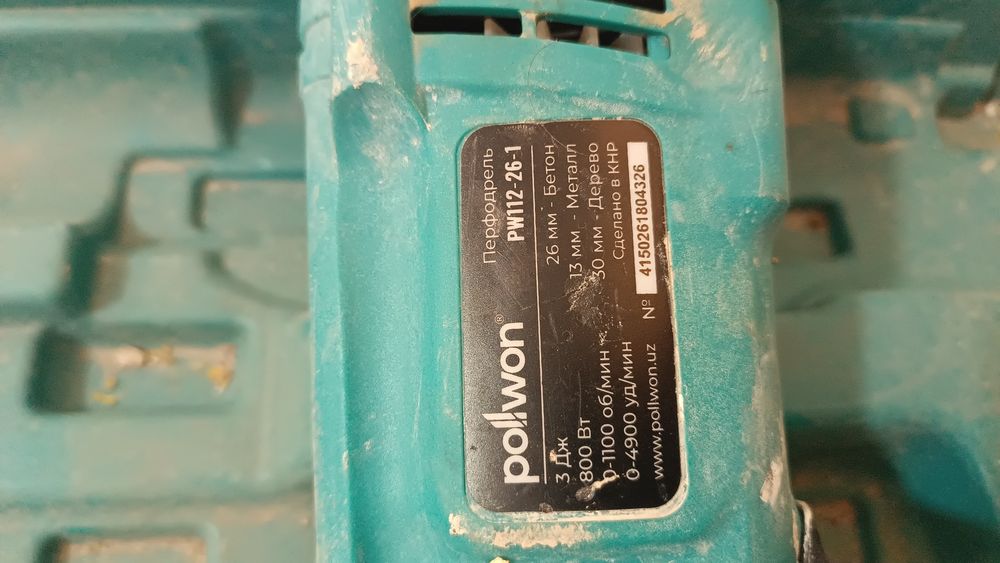 pollwon®
Перфодрель
PW112-26-1
3 Дж 26 мм - Бетон
800 Вт 13 мм - Металл
0-1100 об/мин 30 мм - Дерево
0-4900 уд/мин Сделано в КНР
www.pollwon.uz № 4150261804326